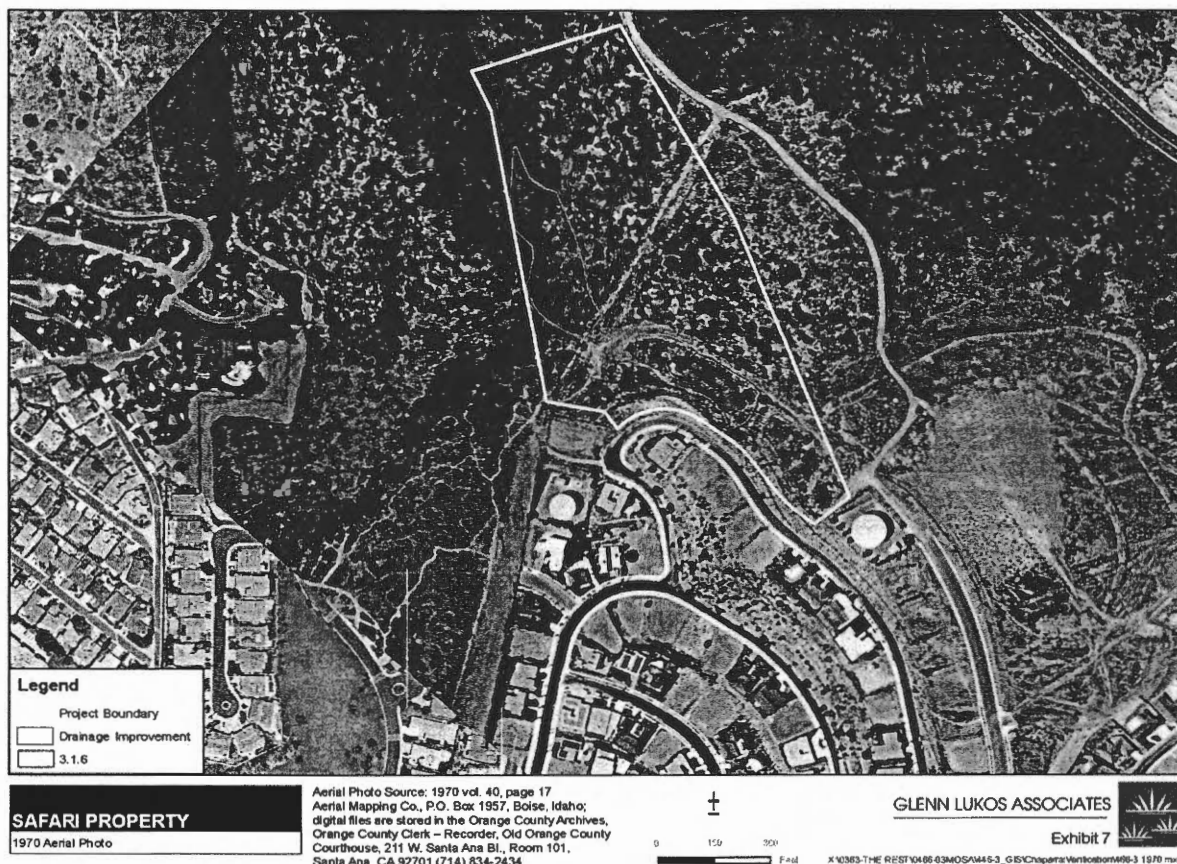 Legend
Project Boundary
Drainage Improvement
3.1.6
SAFARI PROPERTY
1970 Aerial Photo
Aerial Photo Source: 1970 vol. 40, page 17
Aerial Mapping Co., P.O. Box 1957, Boise, Idaho;
digital files are stored in the Orange County Archives,
Orange County Clerk – Recorder, Old Orange County
Courthouse, 211 W. Santa Ana Bl., Room 101,
Santa Ana, CA 92701 (714) 834-2434
0 150 300
Feet
GLENN LUKOS ASSOCIATES
Exhibit 7
1970